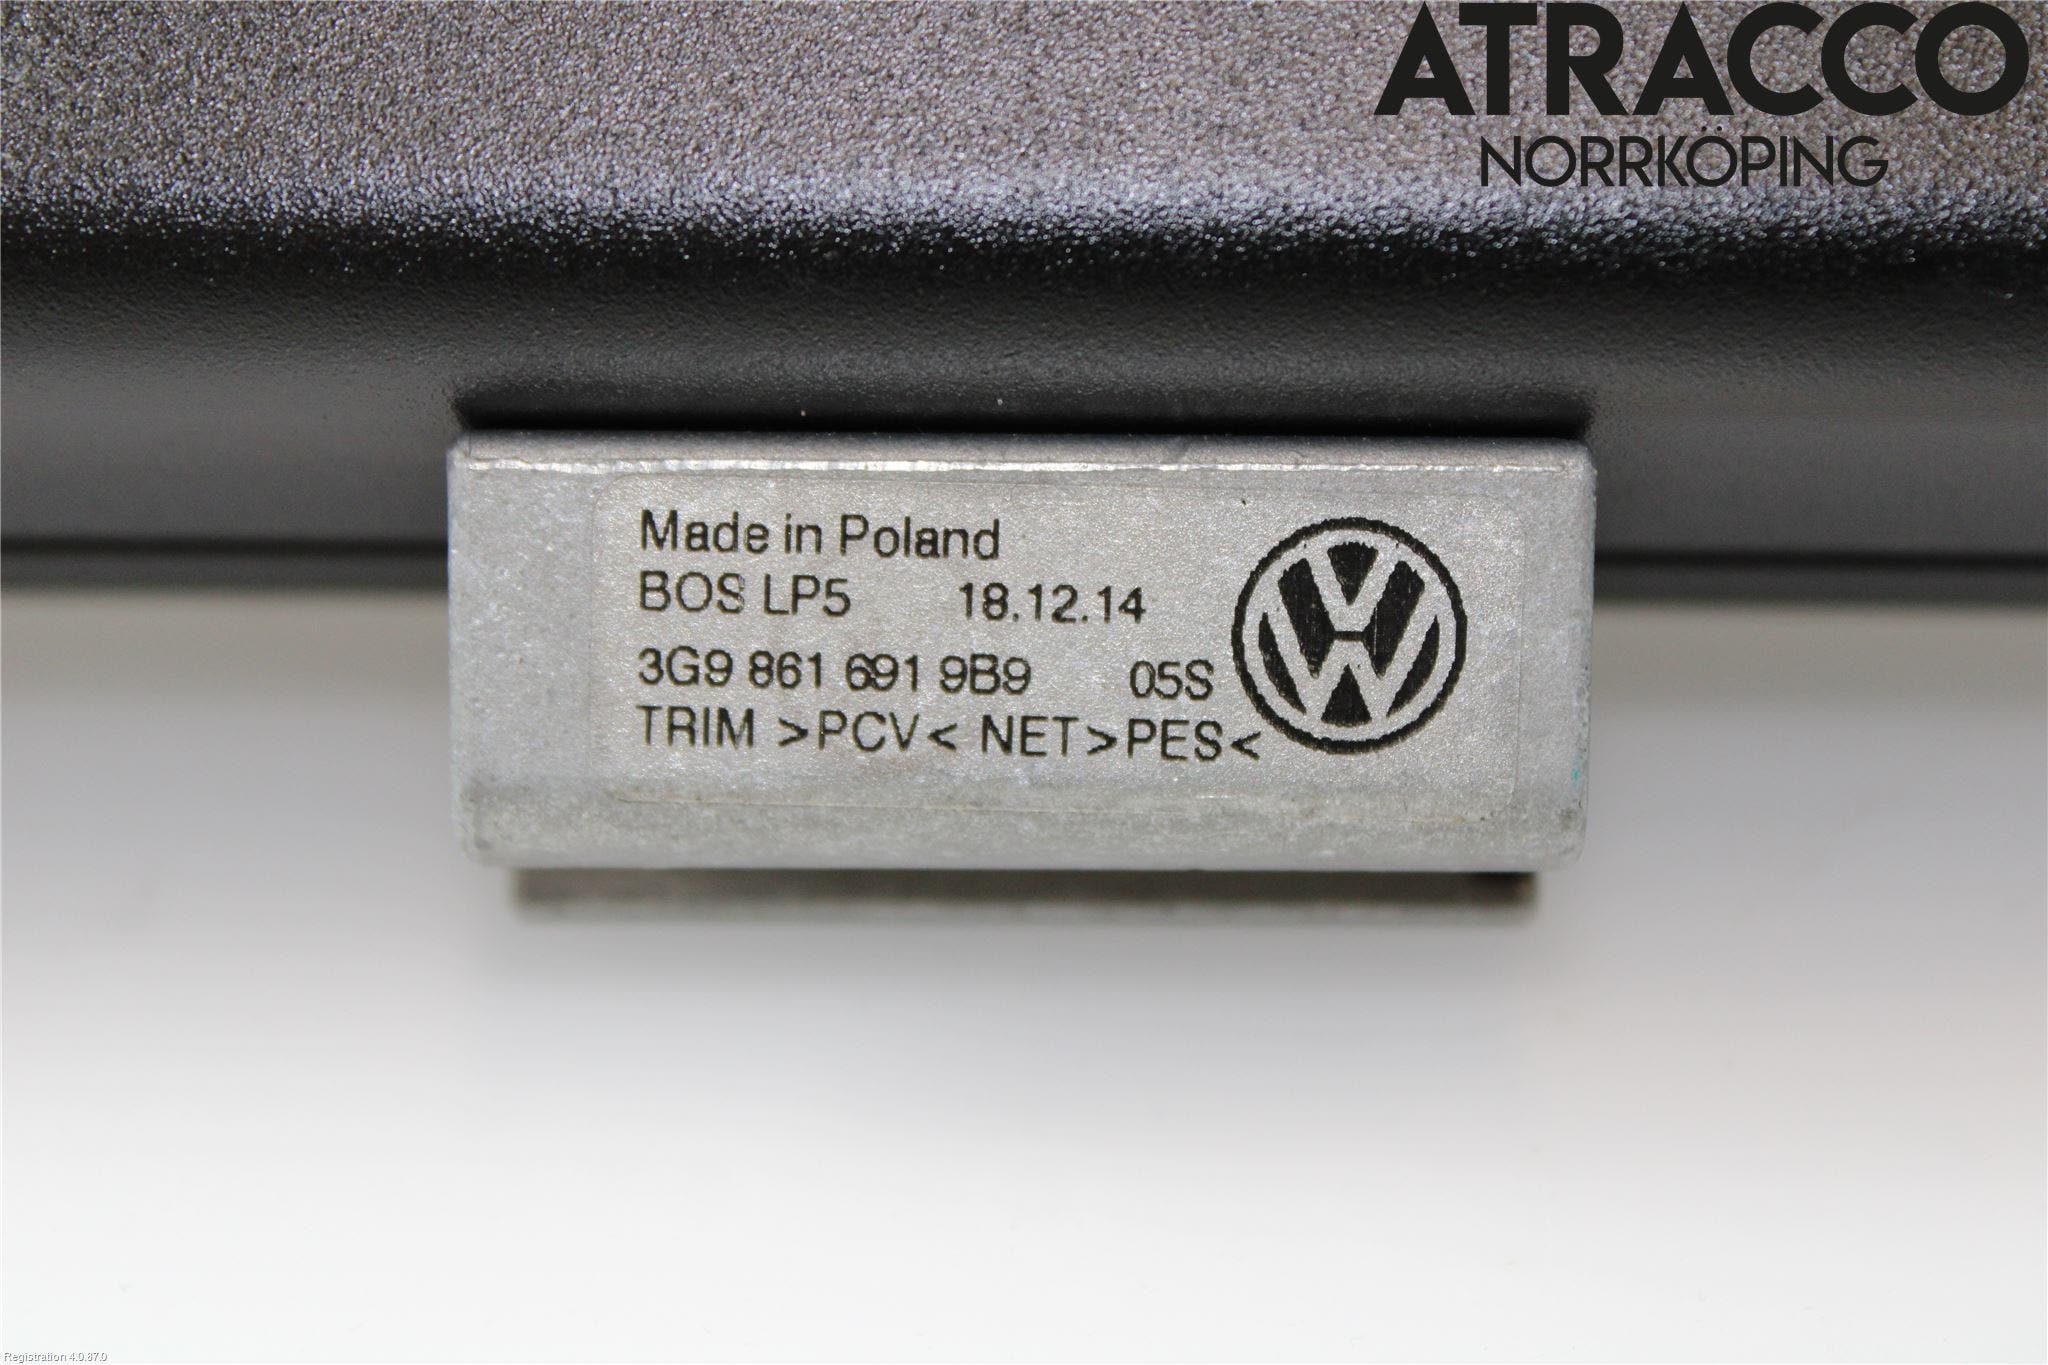 ATRACCO
NORRKÖPING
Made in Poland
BOS LP5 18.12.14
3G9 861 691 9B9 05S
TRIM >PCV< NET>PES<
Registration 4.0.87.0